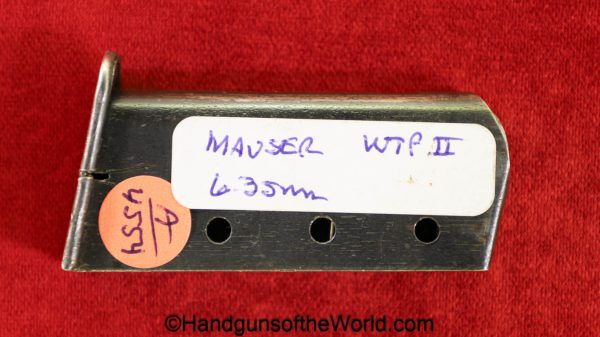 MAUSER WTP II
6.35mm
A
4554
©HandgunsoftheWorld.com